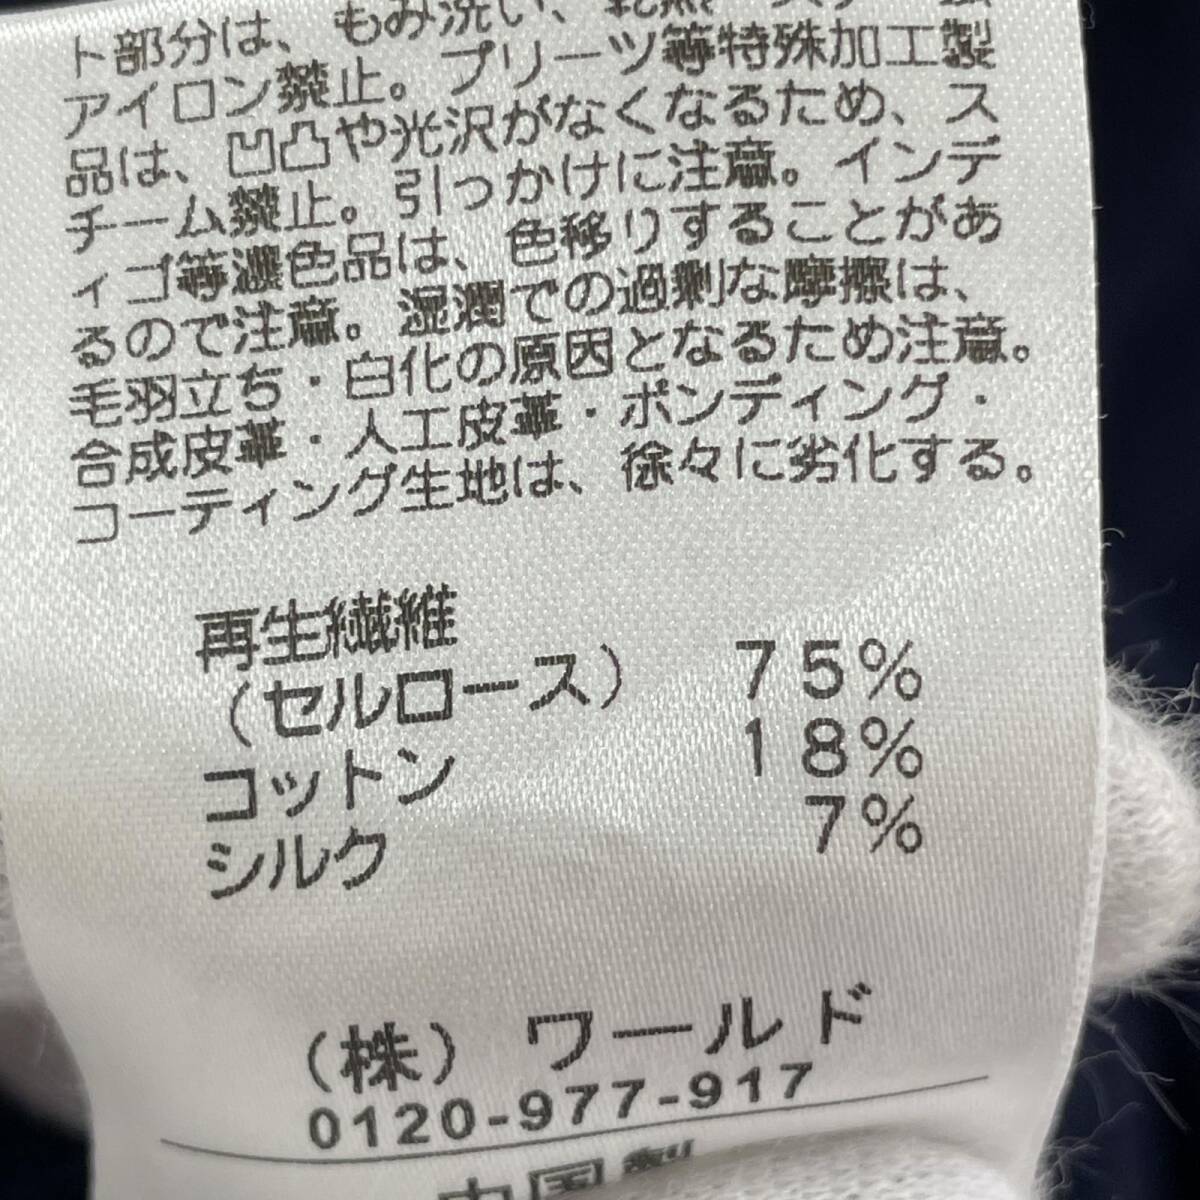 ト部分は、もみ洗い、乾燥
アイロン禁止。プリーツ等特殊加工製
品は、凹凸や光沢がなくなるため、ス
チーム禁止。引っかけに注意。インデ
ィゴ等濃色品は、色移りすることがあ
るので注意。湿潤での過剰な摩擦は、
毛羽立ち・白化の原因となるため注意。
合成皮革・人工皮革・ボンディング・
コーティング生地は、徐々に劣化する。
再生繊維
(セルロース) 75%
コットン 18%
シルク 7%
(株) ワールド
0120-977-917
中国製